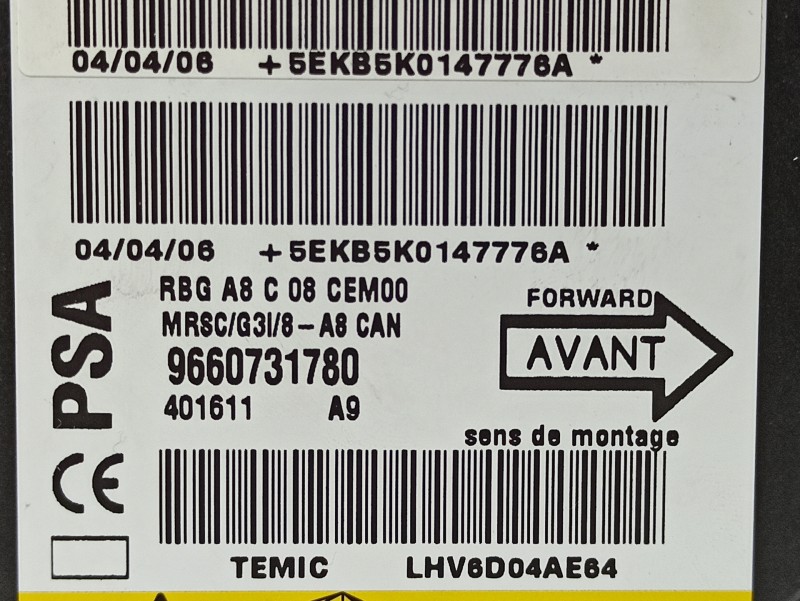 04/04/06 +5EKB5K0147776A *
04/04/06 +5EKB5K0147776A *
RBG A8 C 08 CEM00
MRSC/G3I/8-A8 CAN
9660731780
401611 A9
PSA
FORWARD
AVANT
sens de montage
CE
TEMIC LHV6D04AE64